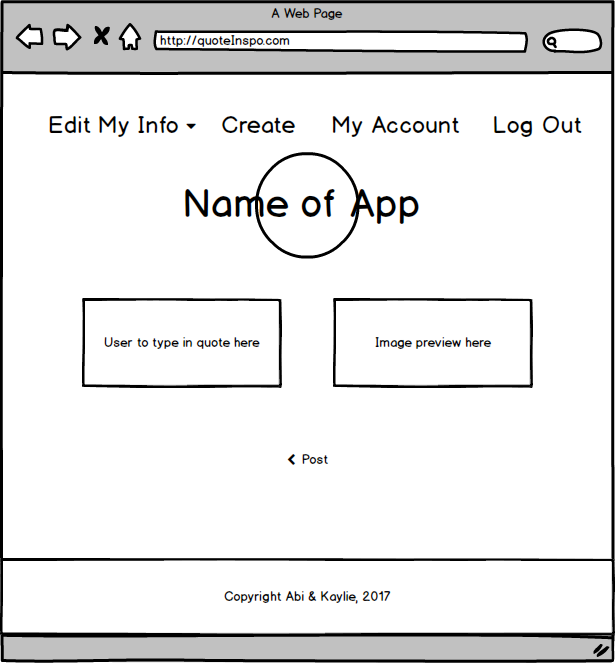 A Web Page
http://quoteInspo.com
Edit My Info Create My Account Log Out
Name of App
User to type in quote here Image preview here
Post
Copyright Abi & Kaylie, 2017